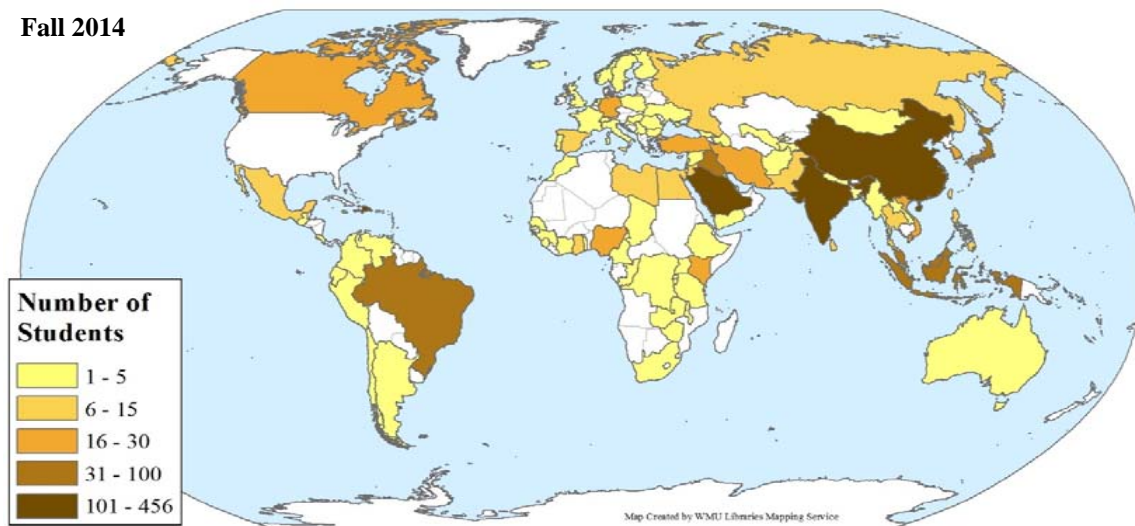 Fall 2014
Number of
Students
1 - 5
6 - 15
16 - 30
31 - 100
101 - 456
Map Created by WMU Libraries Mapping Service